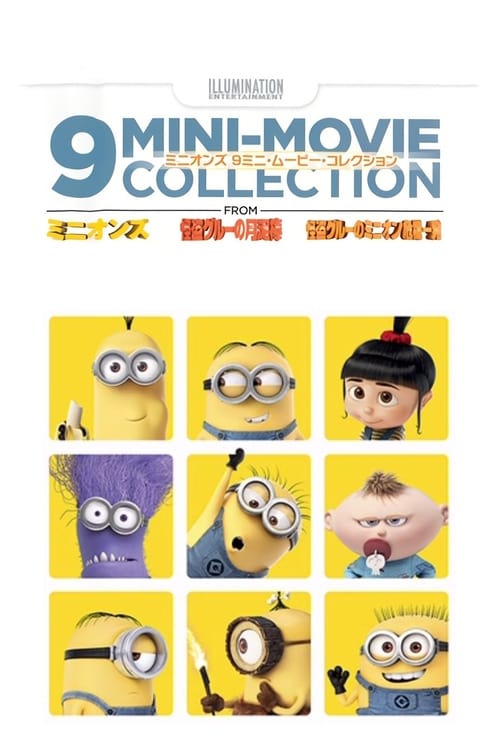 ILLUMINATION
ENTERTAINMENT
9 MINI-MOVIE
ミニオンズ 9ミニ・ムービー・コレクション
COLLECTION
FROM
ミニオンズ 怪盗グルーの月泥棒 怪盗グルーのミニオン危機一発